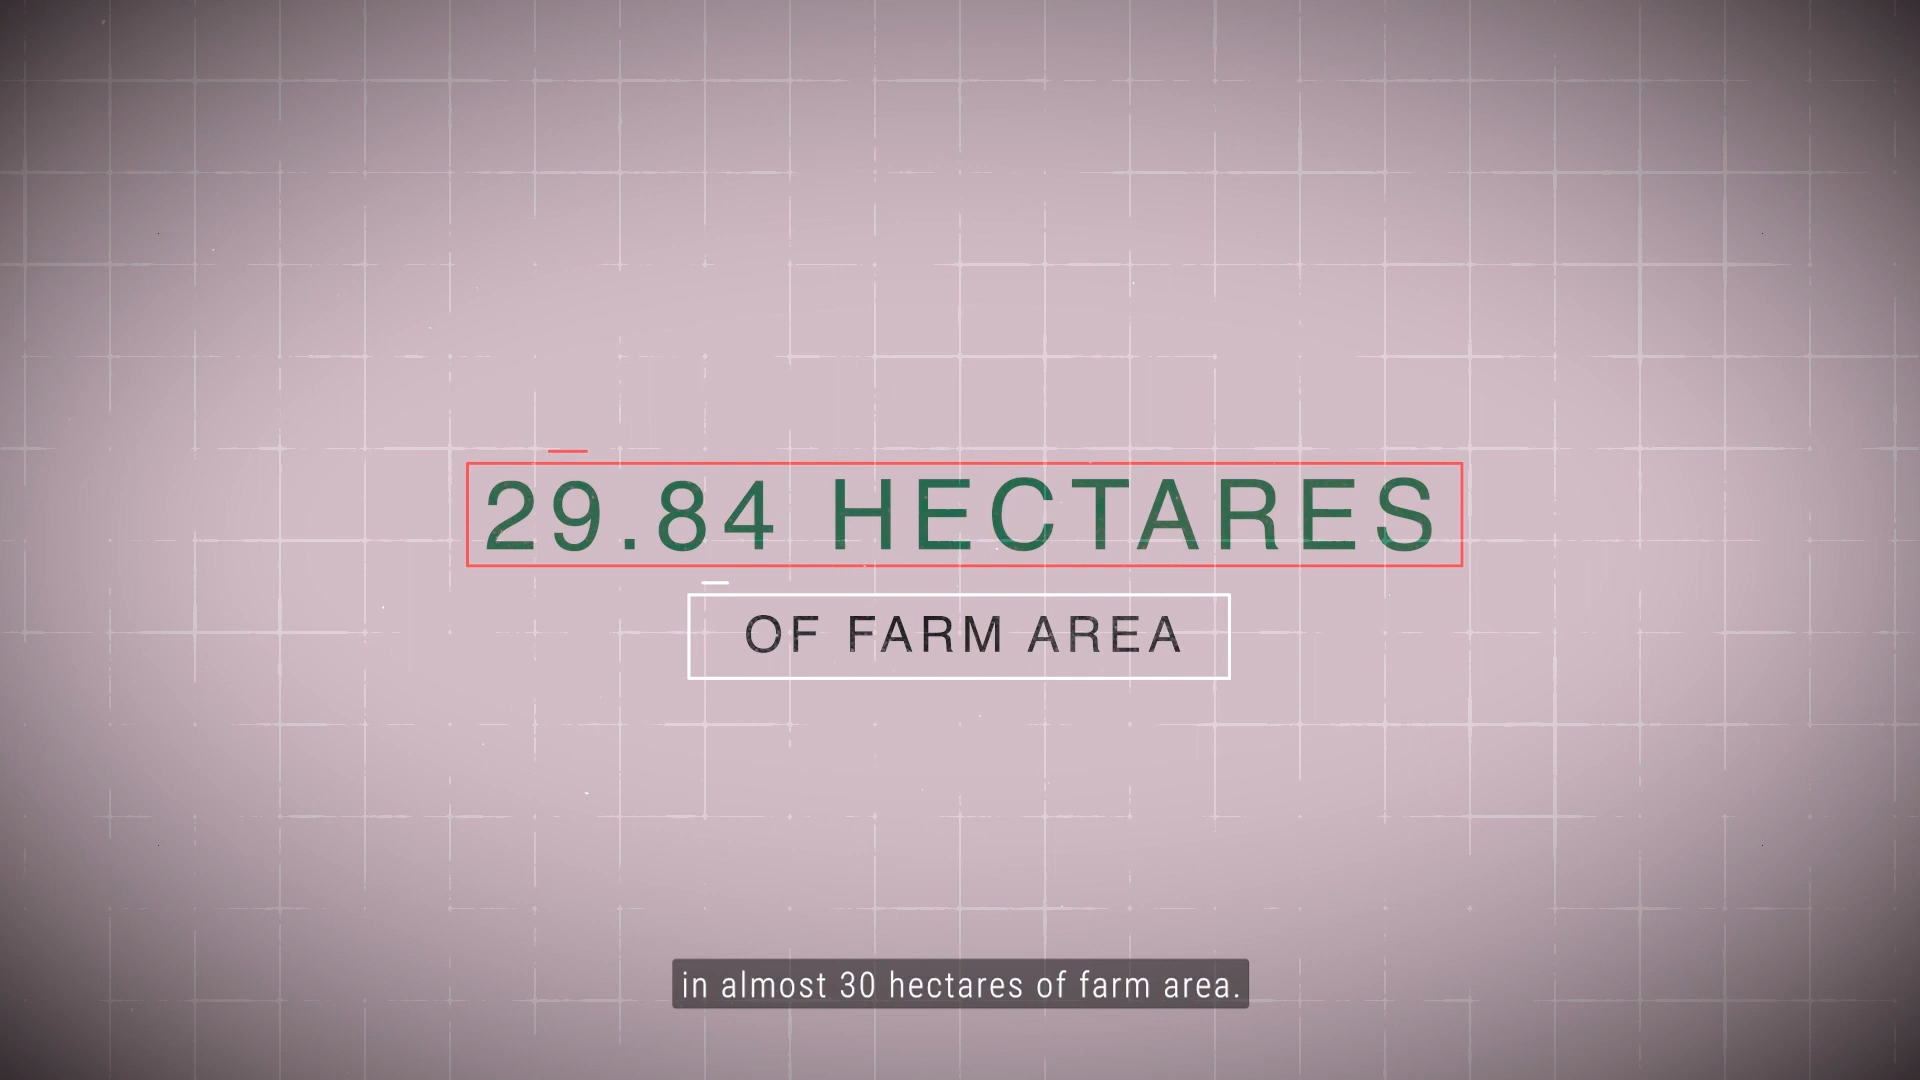 29.84 HECTARES
OF FARM AREA
in almost 30 hectares of farm area.